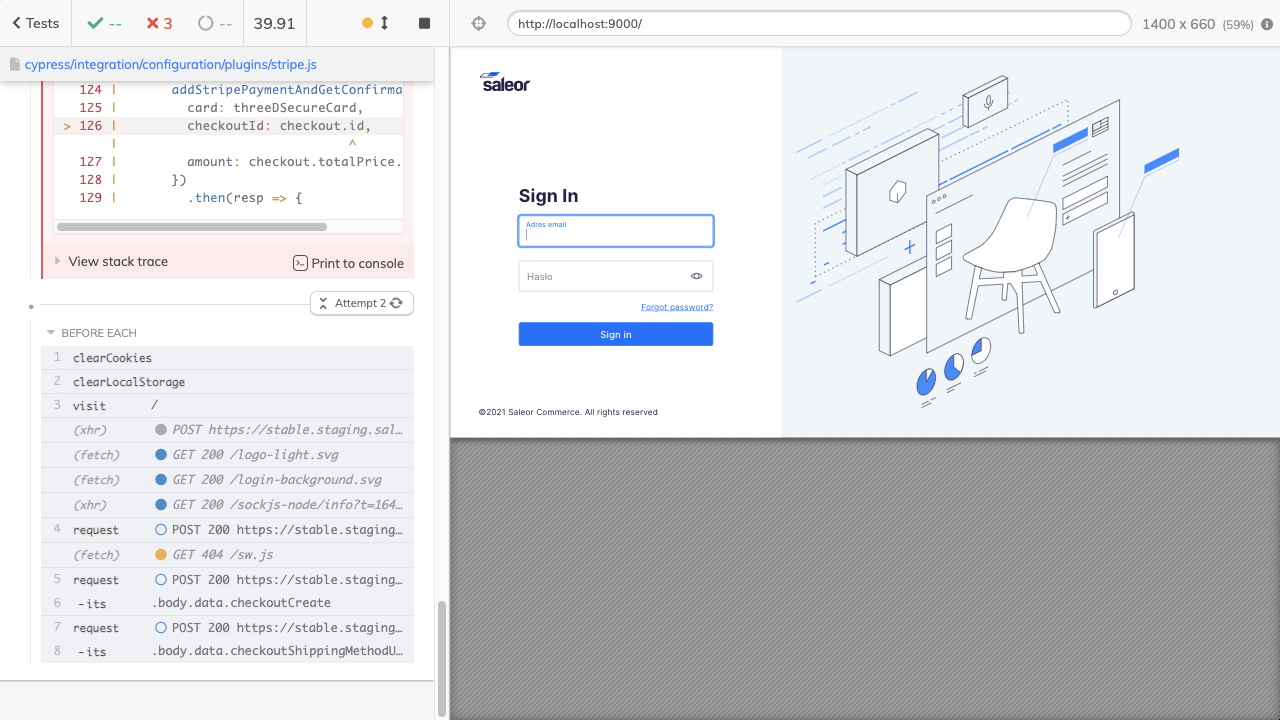 Tests
--
3
--
39.91
http://localhost:9000/
1400 x 660 (59%)
cypress/integration/configuration/plugins/stripe.js
124 | addStripePaymentAndGetConfirma
125 | card: threeDSecureCard,
> 126 | checkoutId: checkout.id,
| ^
127 | amount: checkout.totalPrice.
128 | })
129 | .then(resp => {
View stack trace
Print to console
Attempt 2
BEFORE EACH
1 clearCookies
2 clearLocalStorage
3 visit /
(xhr) POST https://stable.staging.sal…
(fetch) GET 200 /logo-light.svg
(fetch) GET 200 /login-background.svg
(xhr) GET 200 /sockjs-node/info?t=164…
4 request POST 200 https://stable.staging…
(fetch) GET 404 /sw.js
5 request POST 200 https://stable.staging…
6 -its .body.data.checkoutCreate
7 request POST 200 https://stable.staging…
8 -its .body.data.checkoutShippingMethodU…
saleor
Sign In
Adres email
Hasło
Forgot password?
Sign in
©2021 Saleor Commerce. All rights reserved